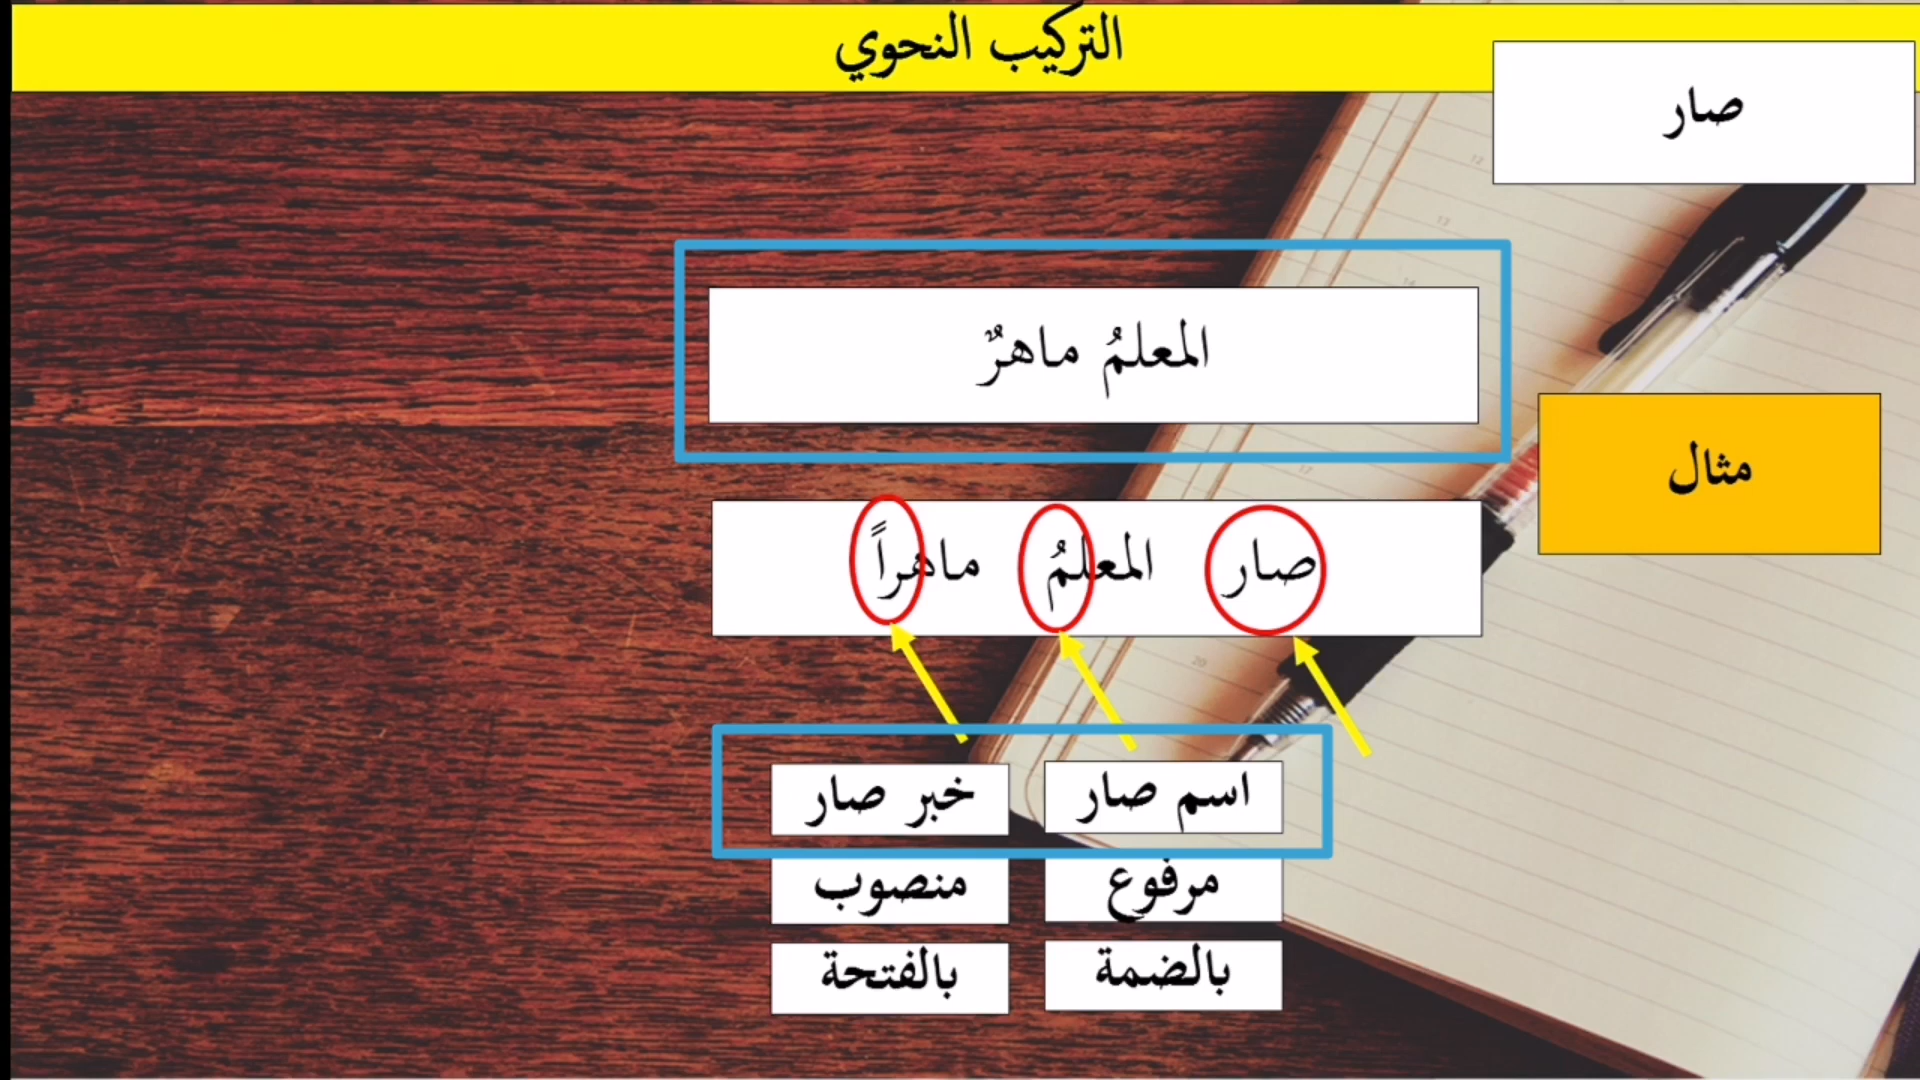 التركيب النحوي
صار
المعلمُ ماهرٌ
مثال
صار المعلمُ ماهراً
اسم صار
خبر صار
مرفوع
منصوب
بالضمة
بالفتحة